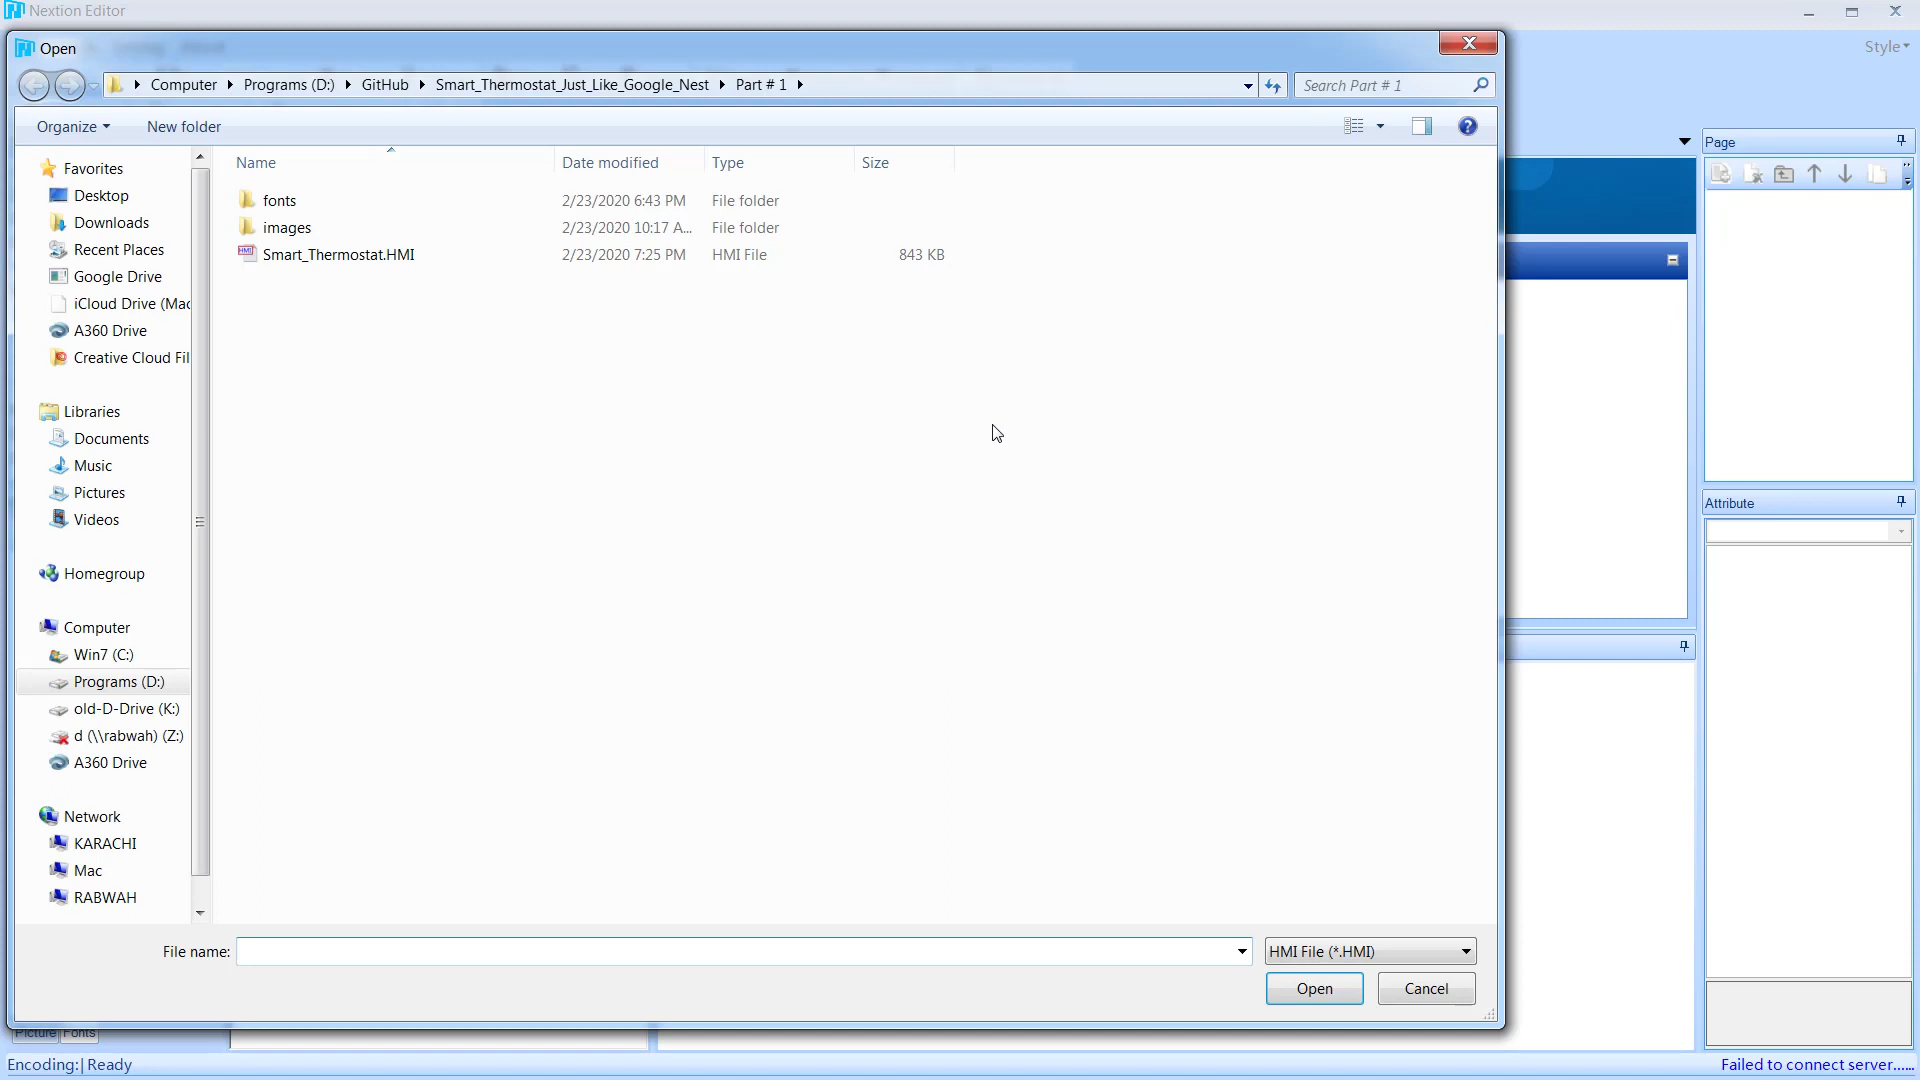 Nextion Editor
Style
Open
Computer Programs (D:) GitHub Smart_Thermostat_Just_Like_Google_Nest Part # 1
Search Part # 1
Organize New folder
Name Date modified Type Size
fonts 2/23/2020 6:43 PM File folder
images 2/23/2020 10:17 A... File folder
HMI Smart_Thermostat.HMI 2/23/2020 7:25 PM HMI File 843 KB
Favorites
Desktop
Downloads
Recent Places
Google Drive
iCloud Drive (Mac
A360 Drive
Creative Cloud Fil
Libraries
Documents
Music
Pictures
Videos
Homegroup
Computer
Win7 (C:)
Programs (D:)
old-D-Drive (K:)
d (\\rabwah) (Z:)
A360 Drive
Network
KARACHI
Mac
RABWAH
File name:
HMI File (*.HMI)
Open Cancel
Page
Attribute
Picture Fonts
Encoding:| Ready
Failed to connect server......